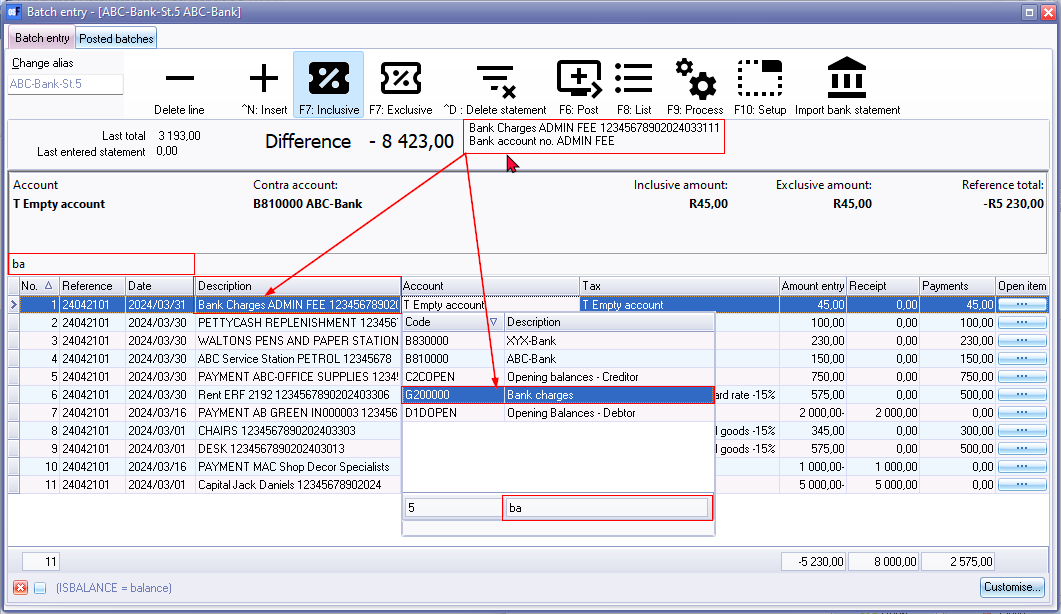 Batch entry - [ABC-Bank-St.5 ABC-Bank]
Batch entry Posted batches
Change alias
ABC-Bank-St.5
Delete line ^N: Insert F7: Inclusive F7: Exclusive ^D : Delete statement F6: Post F8: List F9: Process F10: Setup Import bank statement
Last total 3 193,00
Last entered statement 0,00
Difference - 8 423,00
Bank Charges ADMIN FEE 12345678902024033111
Bank account no. ADMIN FEE
Account Contra account: Inclusive amount: Exclusive amount: Reference total:
T Empty account B810000 ABC-Bank R45,00 R45,00 -R5 230,00
ba
No. Reference Date Description Account Tax Amount entry Receipt Payments Open item
1 24042101 2024/03/31 Bank Charges ADMIN FEE 123456789020 T Empty account T Empty account 45,00 0,00 45,00 ...
2 24042101 2024/03/30 PETTYCASH REPLENISHMENT 123456 100,00 0,00 100,00 ...
3 24042101 2024/03/30 WALTONS PENS AND PAPER STATION 230,00 0,00 230,00 ...
4 24042101 2024/03/30 ABC Service Station PETROL 12345678 150,00 0,00 150,00 ...
5 24042101 2024/03/30 PAYMENT ABC-OFFICE SUPPLIES 1234 750,00 0,00 750,00 ...
6 24042101 2024/03/30 Rent ERF 2192 12345678902024033 ard rate -15% 575,00 0,00 500,00 ...
7 24042101 2024/03/16 PAYMENT AB GREEN IN000003 123456 2 000,00- 2 000,00 0,00 ...
8 24042101 2024/03/01 CHAIRS 1234567890202403303 l goods -15% 345,00 0,00 300,00 ...
9 24042101 2024/03/01 DESK 12345678902024033013 l goods -15% 575,00 0,00 500,00 ...
10 24042101 2024/03/16 PAYMENT MAC Shop Decor Specialists 1 000,00- 1 000,00 0,00 ...
11 24042101 2024/03/01 Capital Jack Daniels 12345678902024 5 000,00- 5 000,00 0,00 ...
Code Description
B830000 XYX-Bank
B810000 ABC-Bank
C2COPEN Opening balances - Creditor
G200000 Bank charges
D1DOPEN Opening Balances - Debtor
5 ba
11 -5 230,00 8 000,00 2 575,00
(ISBALANCE = balance) Customise...